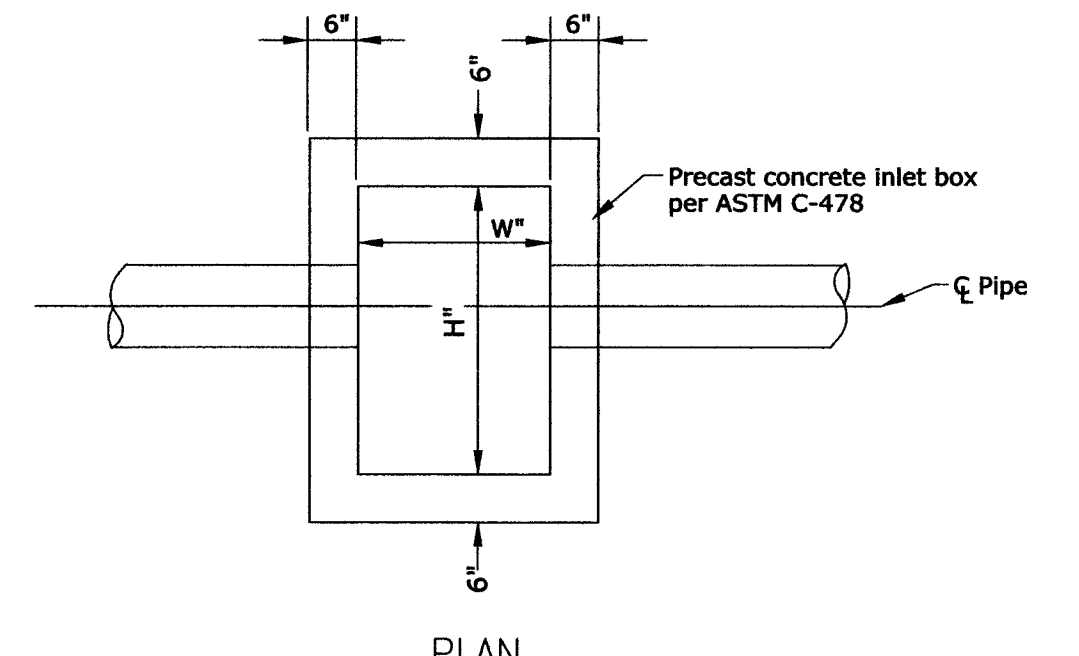 6"
6"
6"
Precast concrete inlet box
per ASTM C-478
W"
℄ Pipe
H"
6"
PLAN